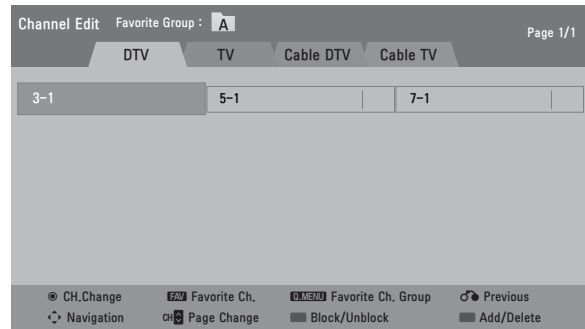 Channel Edit Favorite Group : A
Page 1/1
DTV TV Cable DTV Cable TV
3-1 5-1 7-1
CH.Change FAV Favorite Ch. Q.MENU Favorite Ch. Group Previous
Navigation CH Page Change Block/Unblock Add/Delete